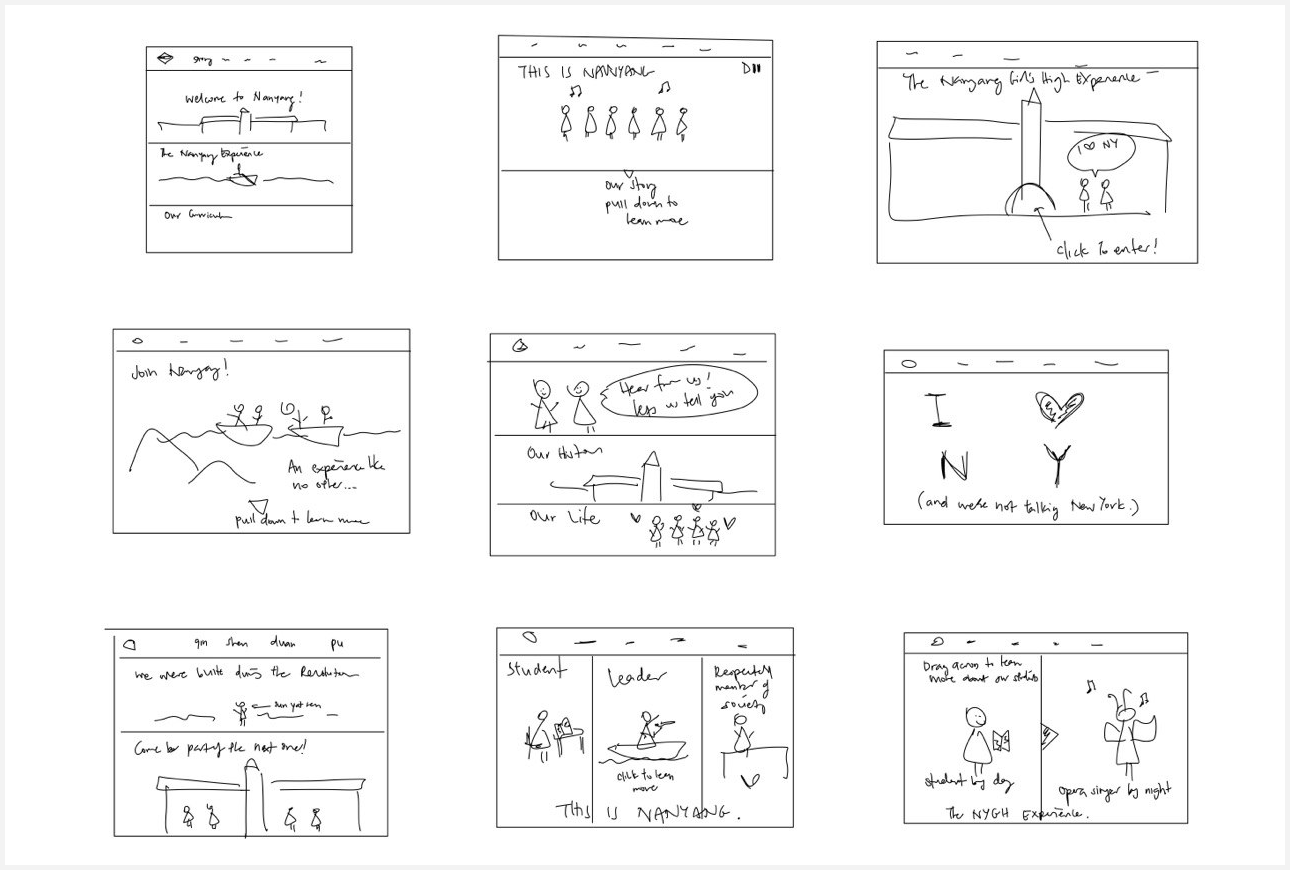 Welcome to Nanyang!
The Nanyang Experience
Our Curriculum
THIS IS NANYANG
our story
pull down to
learn more
The Nanyang Girl's High Experience
I ♡ NY
click to enter!
Join Nanyang!
An experience like
no other...
pull down to learn more
Hear from us!
Let us tell you
Our History
Our Life
I
N Y
(and we're not talking New York.)
qin shen duan pu
We were built during the Revolution
sun yat sen
Come be part of the next one!
Student
Leader
Respected
member of
society
click to learn
more
THIS IS NANYANG.
Drag across to learn
more about our students
student by day
opera singer by night
The NYGH Experience.